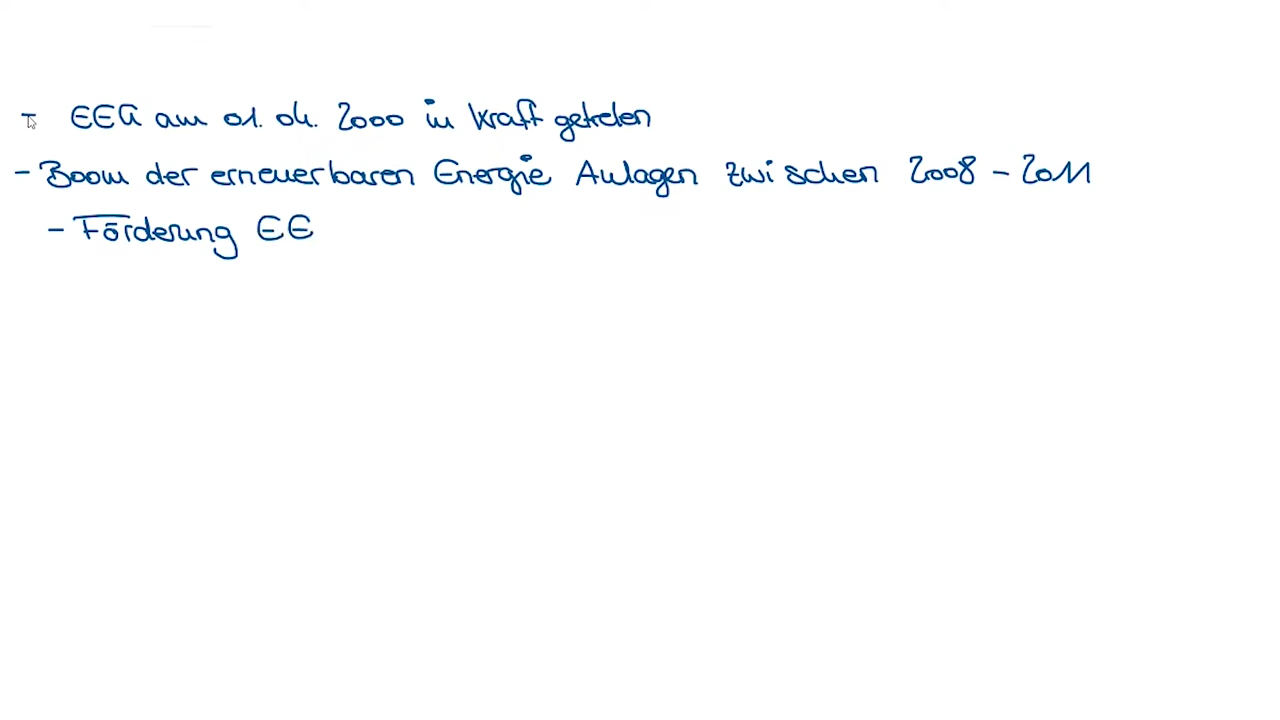 - EEG am 01.04.2000 in Kraft getreten
- Boom der erneuerbaren Energie Anlagen zwischen 2008 - 2011
- Förderung EE